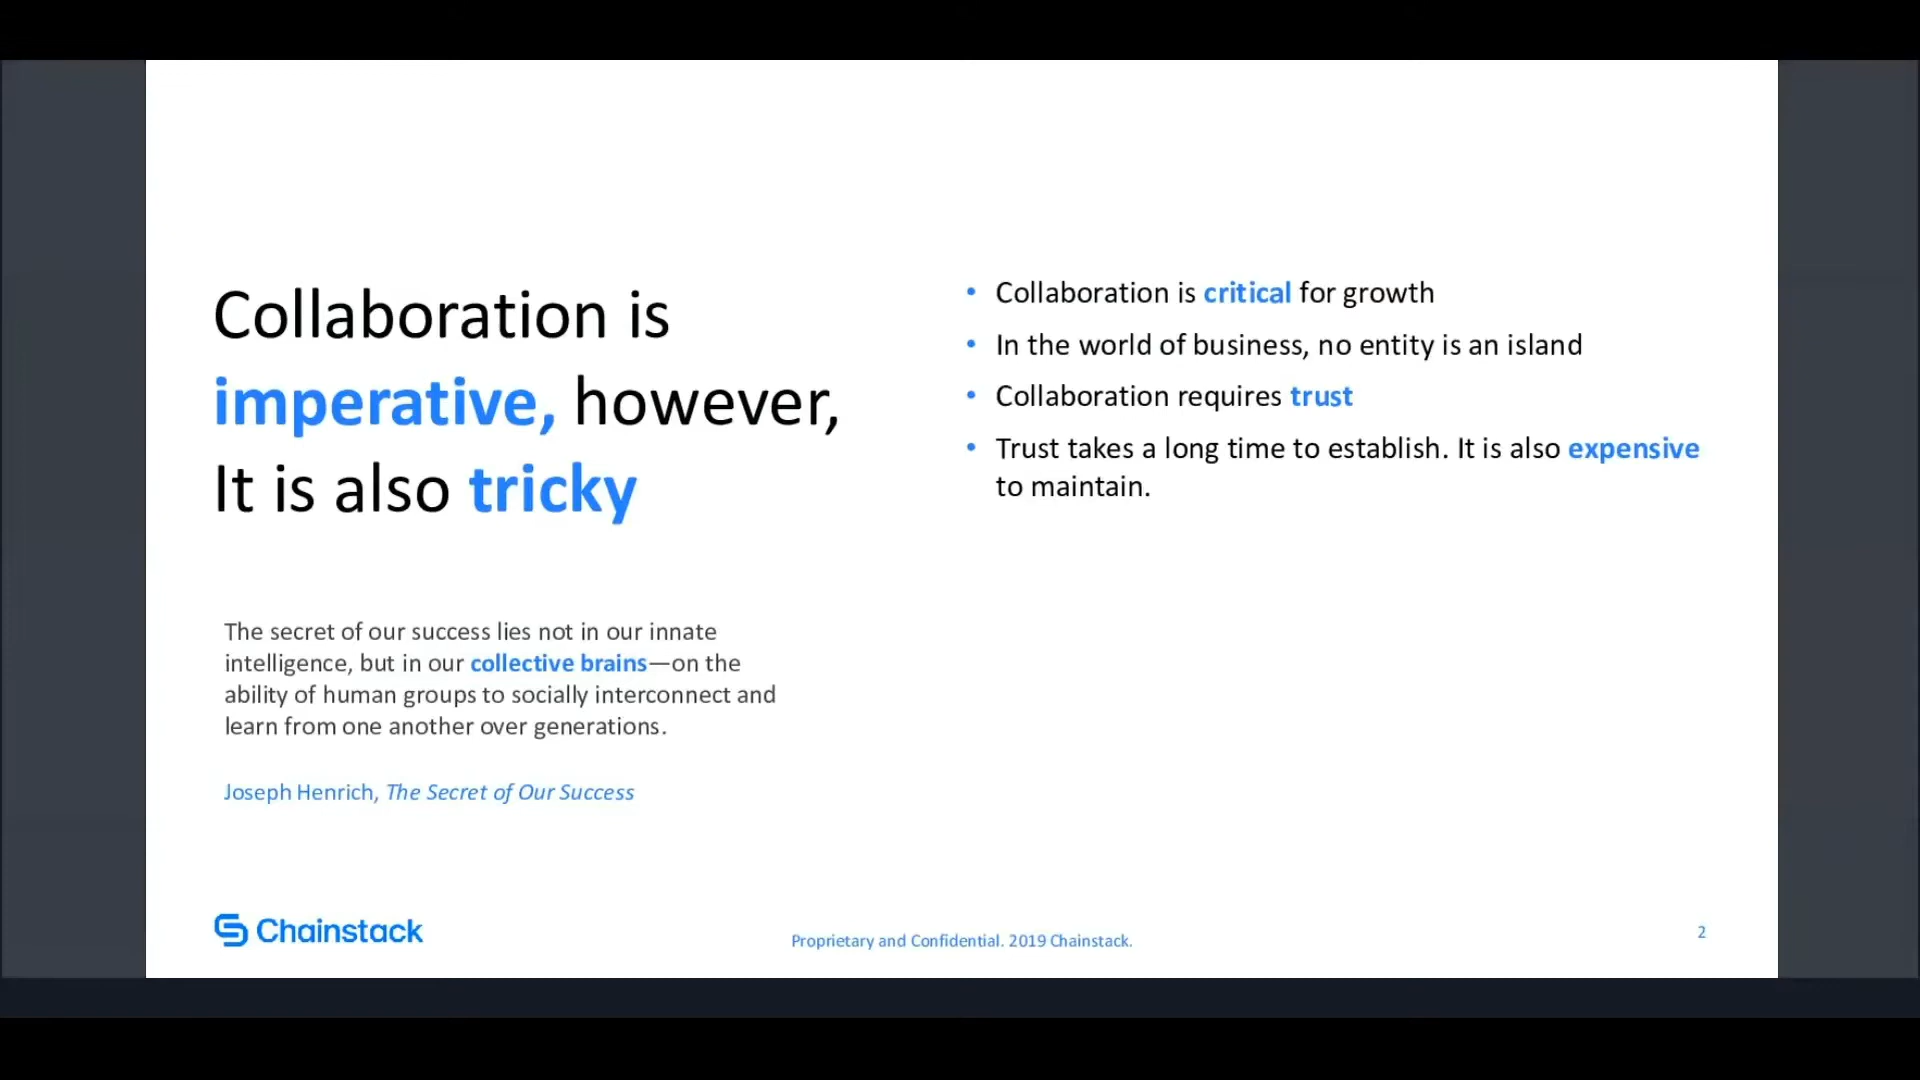 Collaboration is
imperative, however,
It is also tricky
The secret of our success lies not in our innate
intelligence, but in our collective brains—on the
ability of human groups to socially interconnect and
learn from one another over generations.
Joseph Henrich, The Secret of Our Success
• Collaboration is critical for growth
• In the world of business, no entity is an island
• Collaboration requires trust
• Trust takes a long time to establish. It is also expensive
to maintain.
Chainstack
Proprietary and Confidential. 2019 Chainstack.
2